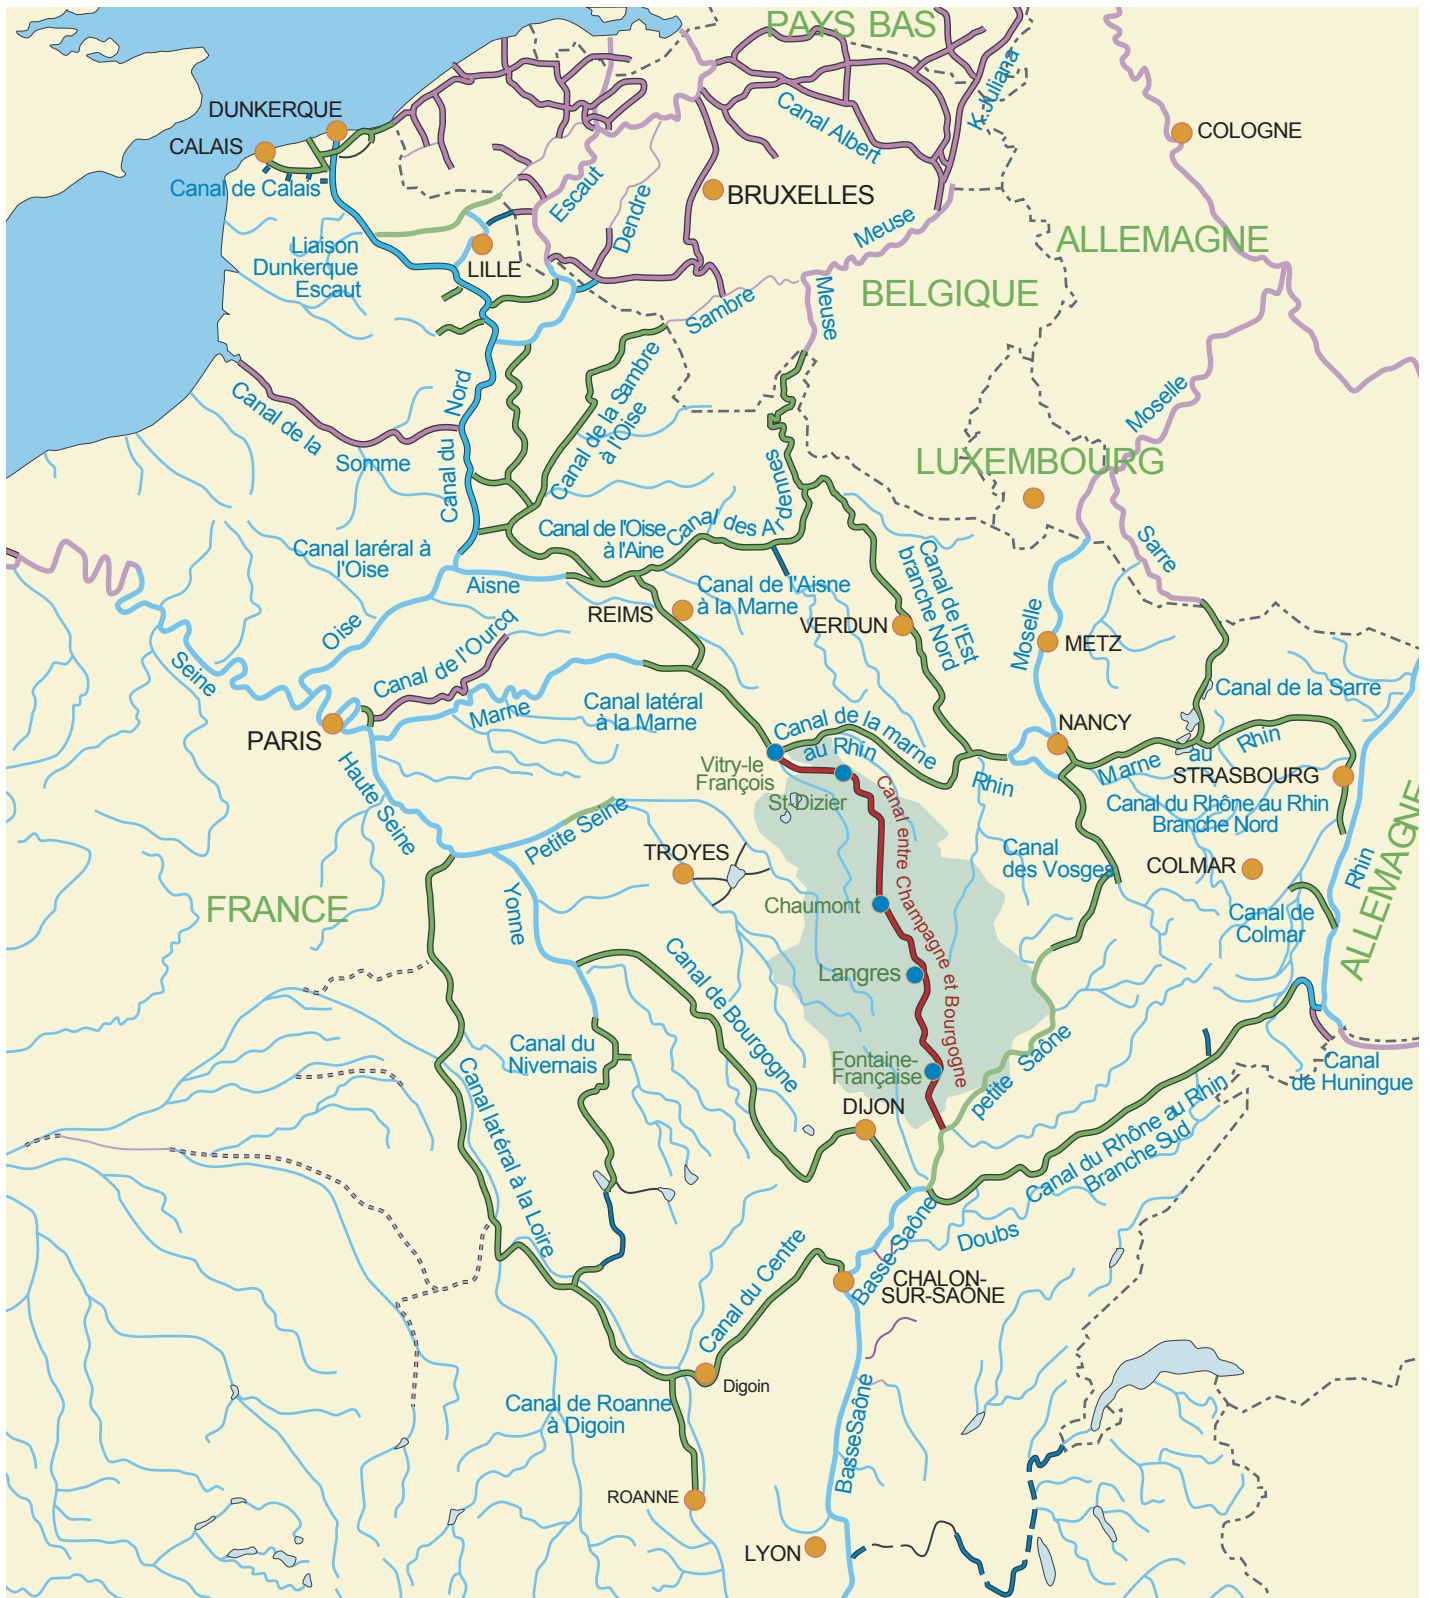 PAYS BAS
K.Juliana
DUNKERQUE
CALAIS
Canal de Calais
Canal Albert
COLOGNE
BRUXELLES
Escaut
Dendre
Meuse
ALLEMAGNE
Liaison
Dunkerque
Escaut
LILLE
BELGIQUE
Sambre
Meuse
Canal de la
Somme
Canal du Nord
Canal de la Sambre
à l'Oise
Moselle
LUXEMBOURG
Canal des Ardennes
Canal de l'Oise
à l'Aine
Canal laréral à
l'Oise
Aisne
Sarre
Canal de l'Est
branche Nord
Canal de l'Aisne
à la Marne
REIMS
VERDUN
Moselle
METZ
Oise
Canal de l'Ourcq
Seine
Marne
Canal latéral
à la Marne
Canal de la Sarre
PARIS
Canal de la marne
au Rhin
NANCY
Rhin
Marne
au
Rhin
STRASBOURG
Vitry-le
François
St-Dizier
Haute Seine
Petite Seine
Canal entre Champagne et Bourgogne
Canal du Rhône au Rhin
Branche Nord
TROYES
Canal
des Vosges
COLMAR
Rhin
ALLEMAGNE
FRANCE
Yonne
Chaumont
Canal de
Colmar
Canal de Bourgogne
Langres
Canal du
Nivernais
Fontaine-
Française
petite Saône
Canal
de Huningue
DIJON
Canal latéral à la Loire
Canal du Rhône au Rhin
Branche Sud
Doubs
Basse-Saône
Canal du Centre
CHALON-
SUR-SAÔNE
Digoin
Canal de Roanne
à Digoin
BasseSaône
ROANNE
LYON